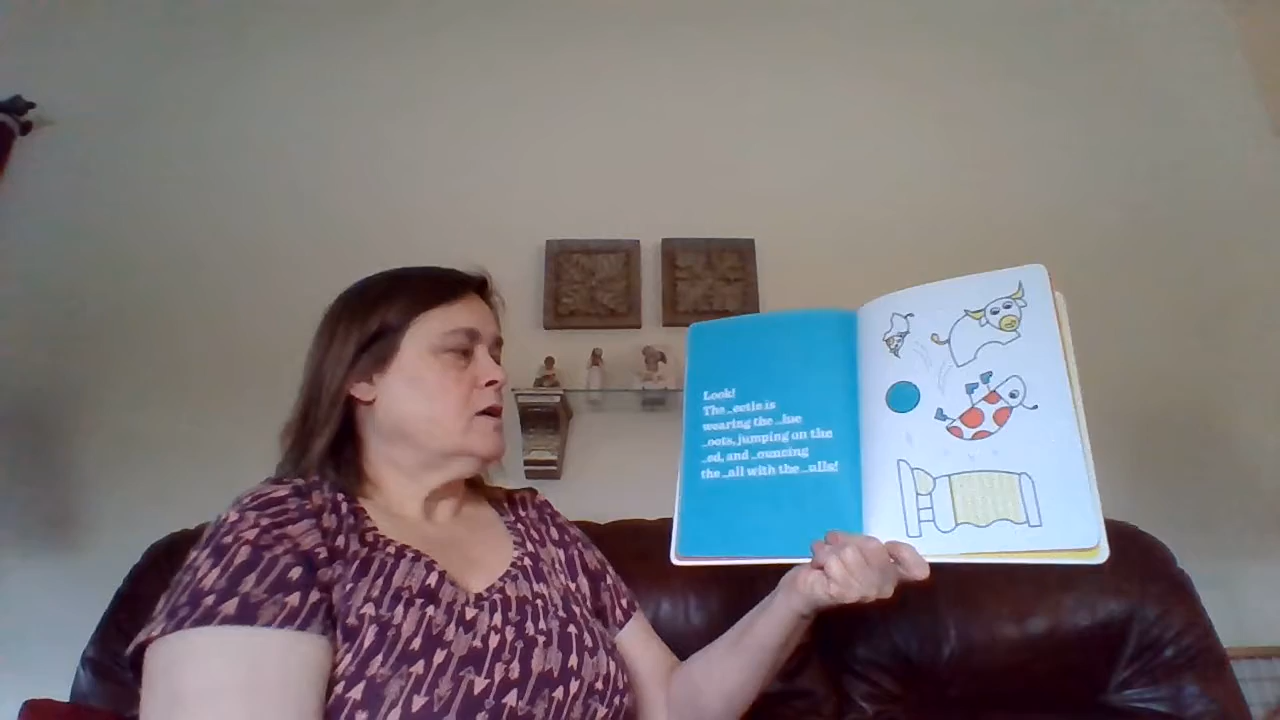 Look!
The _eetle is
wearing the _lue
_oots, jumping on the
_ed, and _ouncing
the _all with the _ulls!